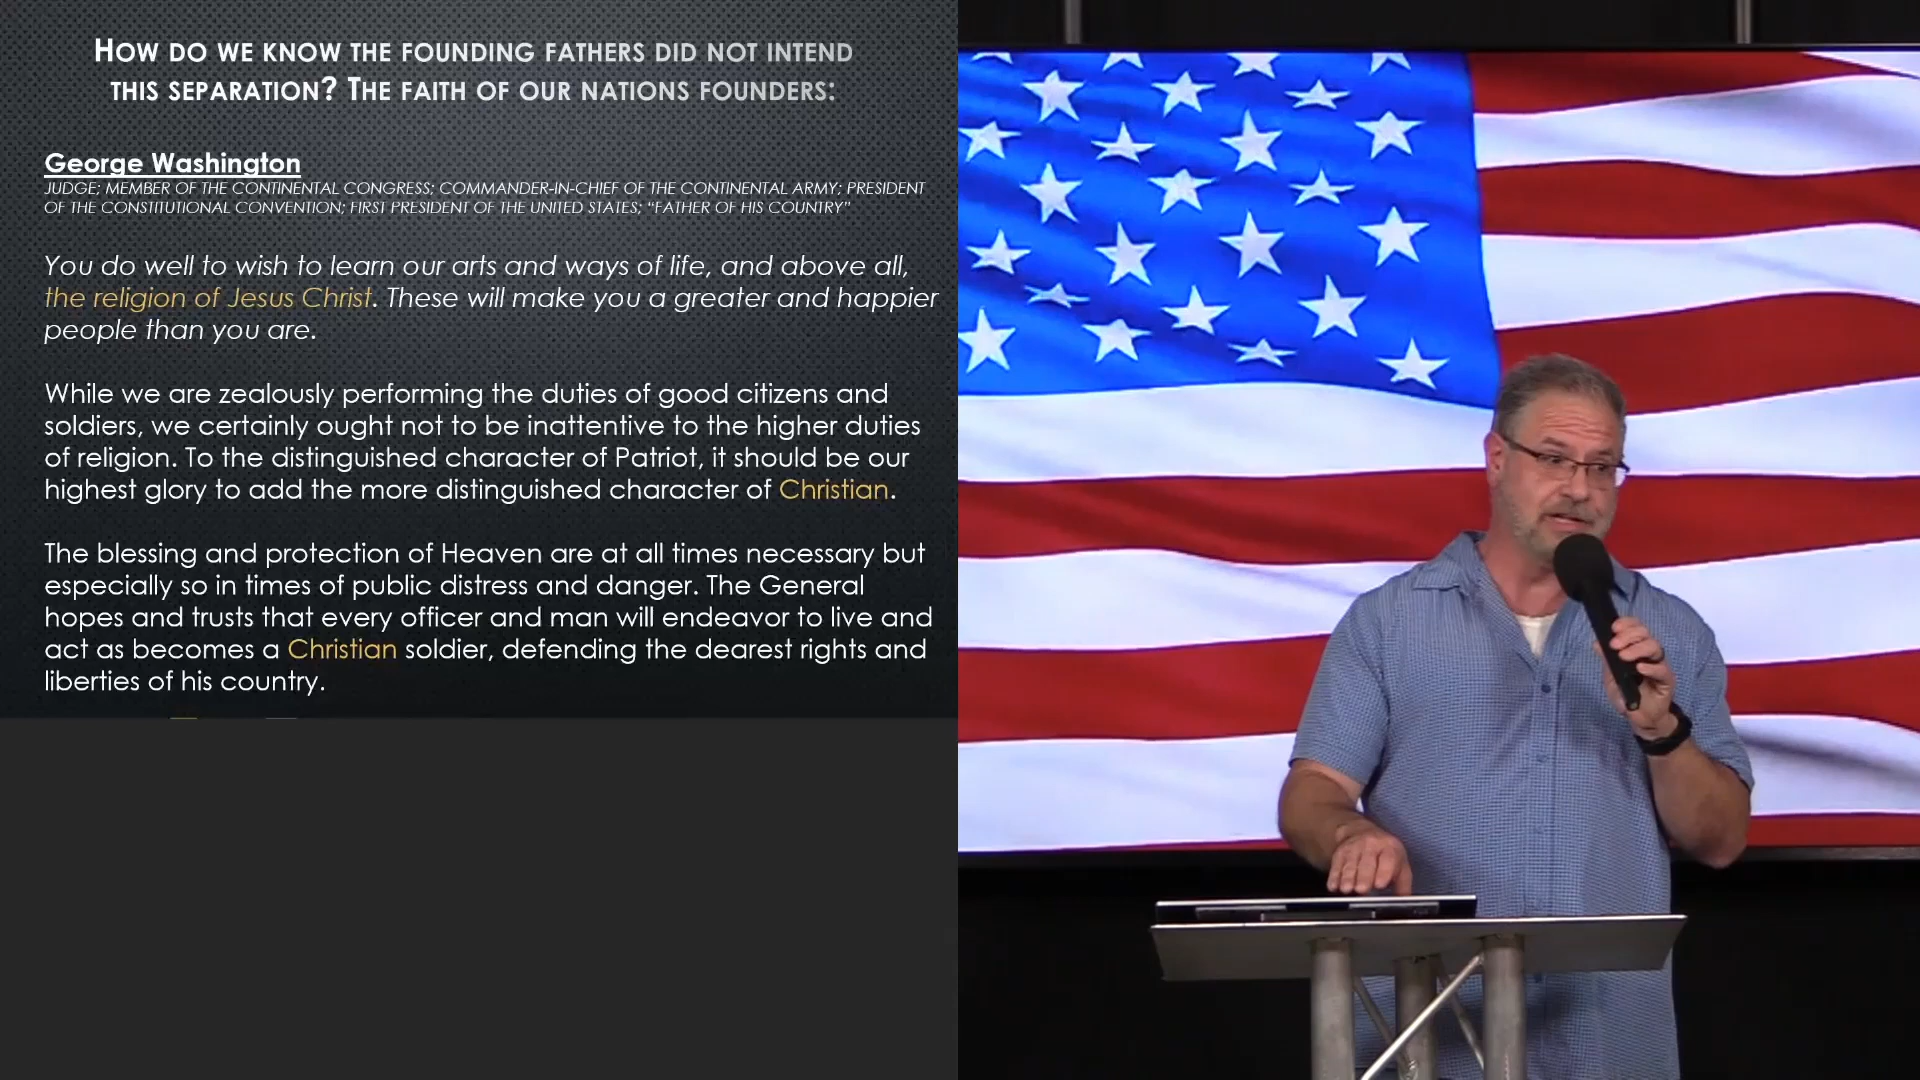 HOW DO WE KNOW THE FOUNDING FATHERS DID NOT INTEND
THIS SEPARATION? THE FAITH OF OUR NATIONS FOUNDERS:
George Washington
JUDGE; MEMBER OF THE CONTINENTAL CONGRESS; COMMANDER-IN-CHIEF OF THE CONTINENTAL ARMY; PRESIDENT
OF THE CONSTITUTIONAL CONVENTION; FIRST PRESIDENT OF THE UNITED STATES; “FATHER OF HIS COUNTRY”
You do well to wish to learn our arts and ways of life, and above all,
the religion of Jesus Christ. These will make you a greater and happier
people than you are.
While we are zealously performing the duties of good citizens and
soldiers, we certainly ought not to be inattentive to the higher duties
of religion. To the distinguished character of Patriot, it should be our
highest glory to add the more distinguished character of Christian.
The blessing and protection of Heaven are at all times necessary but
especially so in times of public distress and danger. The General
hopes and trusts that every officer and man will endeavor to live and
act as becomes a Christian soldier, defending the dearest rights and
liberties of his country.